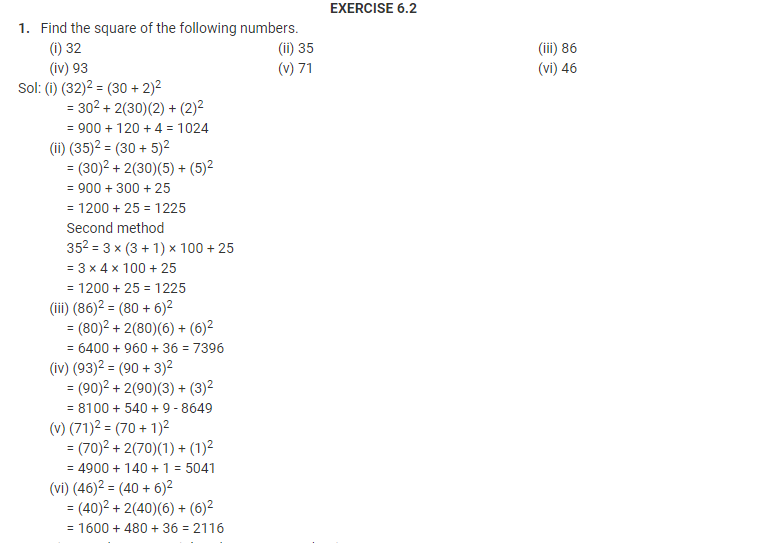 EXERCISE 6.2
1. Find the square of the following numbers.
(i) 32 (ii) 35 (iii) 86
(iv) 93 (v) 71 (vi) 46
Sol: (i) (32)² = (30 + 2)²
= 30² + 2(30)(2) + (2)²
= 900 + 120 + 4 = 1024
(ii) (35)² = (30 + 5)²
= (30)² + 2(30)(5) + (5)²
= 900 + 300 + 25
= 1200 + 25 = 1225
Second method
35² = 3 × (3 + 1) × 100 + 25
= 3 × 4 × 100 + 25
= 1200 + 25 = 1225
(iii) (86)² = (80 + 6)²
= (80)² + 2(80)(6) + (6)²
= 6400 + 960 + 36 = 7396
(iv) (93)² = (90 + 3)²
= (90)² + 2(90)(3) + (3)²
= 8100 + 540 + 9 - 8649
(v) (71)² = (70 + 1)²
= (70)² + 2(70)(1) + (1)²
= 4900 + 140 + 1 = 5041
(vi) (46)² = (40 + 6)²
= (40)² + 2(40)(6) + (6)²
= 1600 + 480 + 36 = 2116